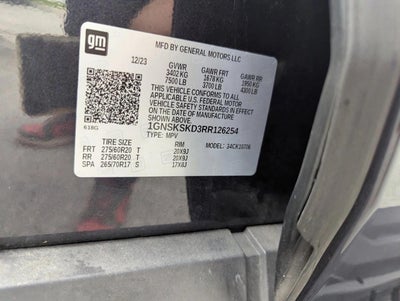 gm
MFD BY GENERAL MOTORS LLC
12/23 GVWR GAWR FRT GAWR RR
3402 KG 1678 KG 1950 KG
7500 LB 3700 LB 4300 LB
THIS VEHICLE CONFORMS TO ALL
APPLICABLE U.S. FEDERAL MOTOR
VEHICLE SAFETY STANDARDS IN EFFECT
ON THE DATE OF MANUFACTURE
SHOWN ABOVE.
1GNSKSKD3RR126254
TYPE: MPV MODEL:
TIRE SIZE RIM
FRT 275/60R20 T 20X9J
RR 275/60R20 T 20X9J
SPA 265/70R17 S 17X8J